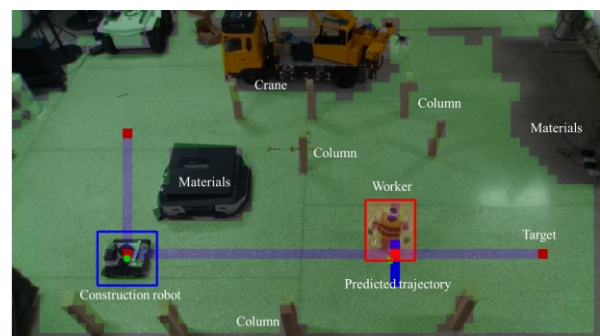 Crane
Column
Materials
Column
Materials
Worker
Target
Predicted trajectory
Construction robot
Column